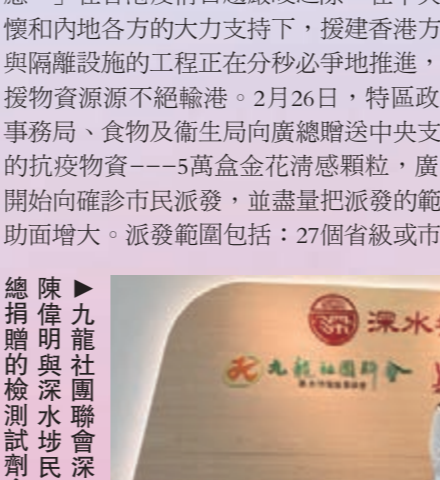 懷和內地各方的大力支持下，援建香港方
與隔離設施的工程正在分秒必爭地推進，
援物資源源不絕輸港。2月26日，特區政
事務局、食物及衞生局向廣總贈送中央支
的抗疫物資---5萬盒金花清感顆粒，廣
開始向確診市民派發，並盡量把派發的範
助面增大。派發範圍包括：27個省級或市
▶九龍社團聯會深
陳偉明與深水埗民
總捐贈的檢測試劑
深水
九龍社團聯會